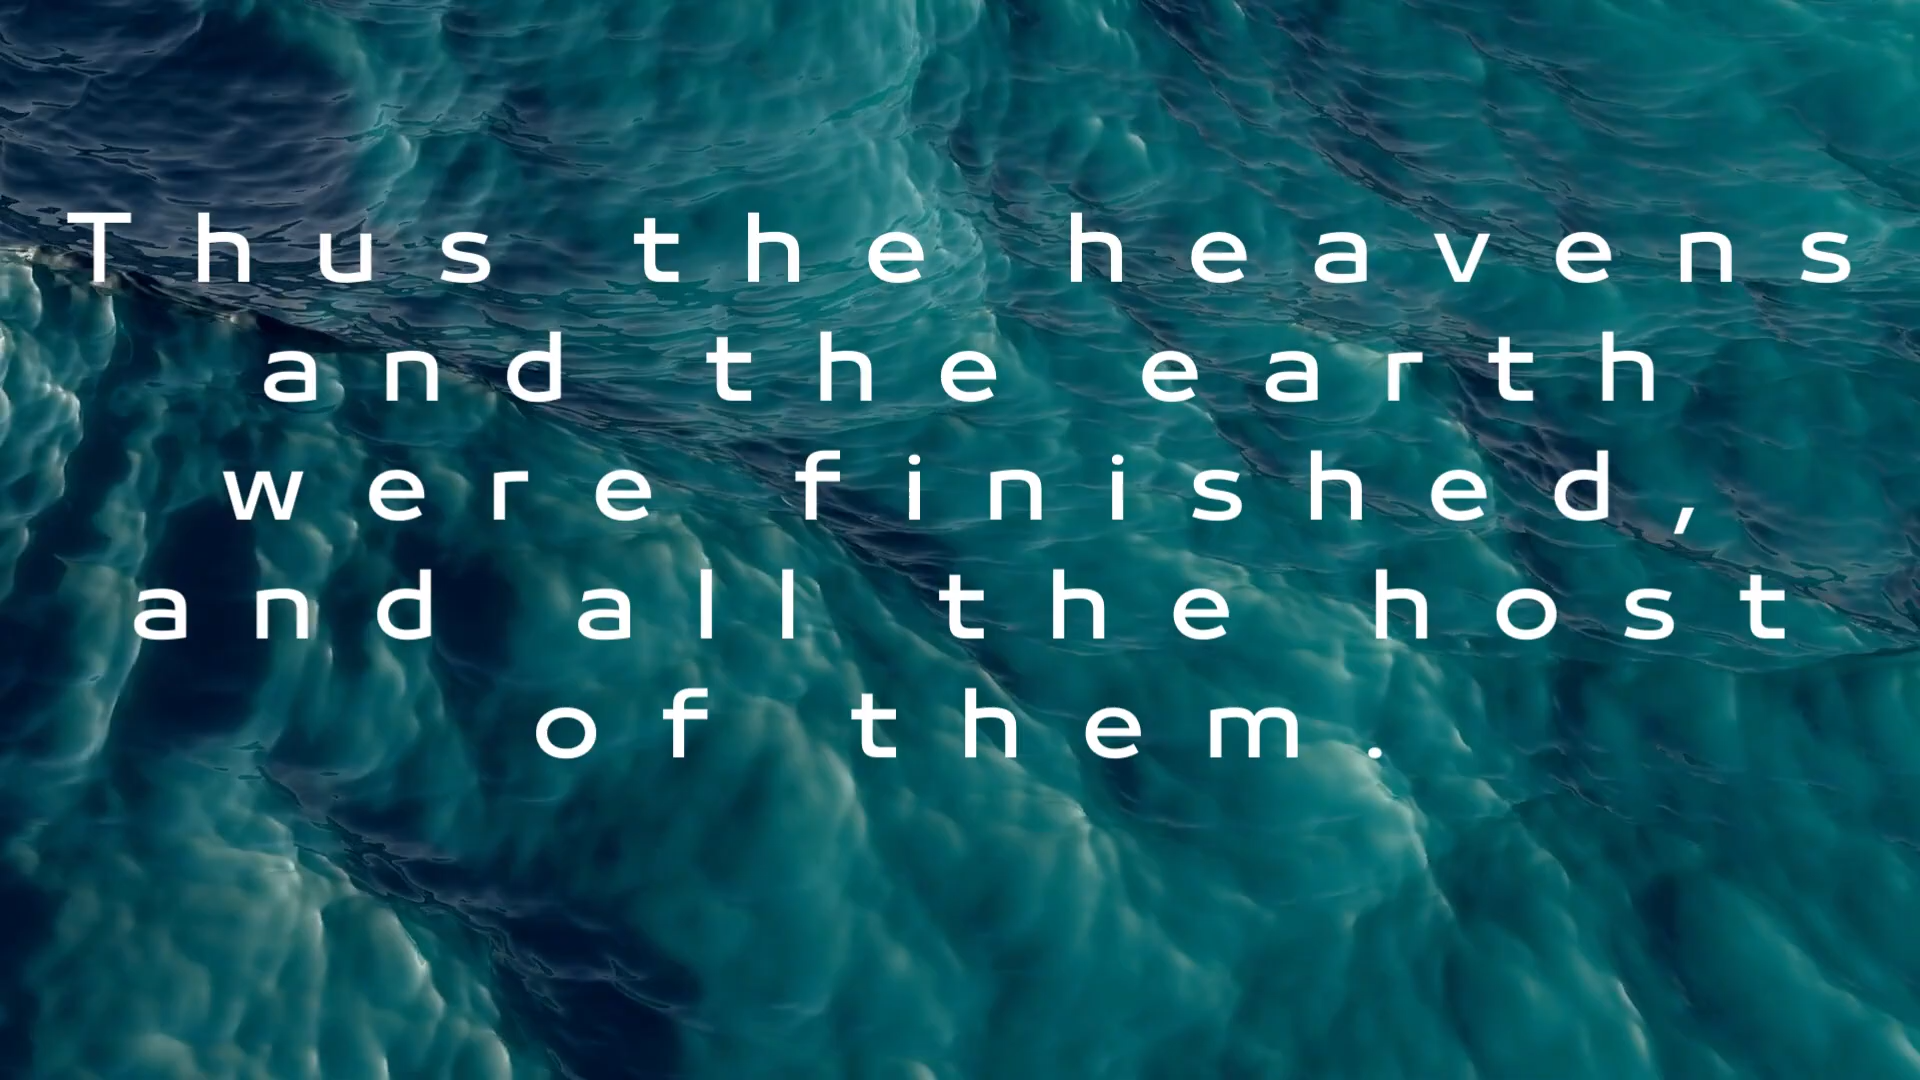 Thus the heavens
and the earth
were finished,
and all the host
of them.